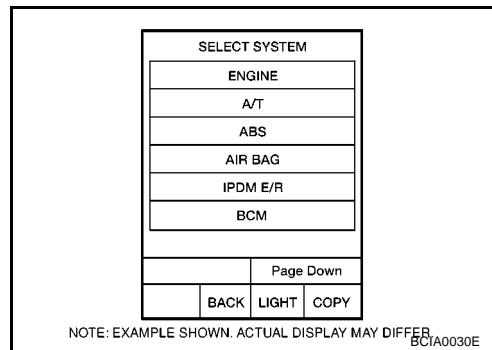 SELECT SYSTEM
ENGINE
A/T
ABS
AIR BAG
IPDM E/R
BCM
Page Down
BACK LIGHT COPY
NOTE: EXAMPLE SHOWN. ACTUAL DISPLAY MAY DIFFER.
BCIA0030E